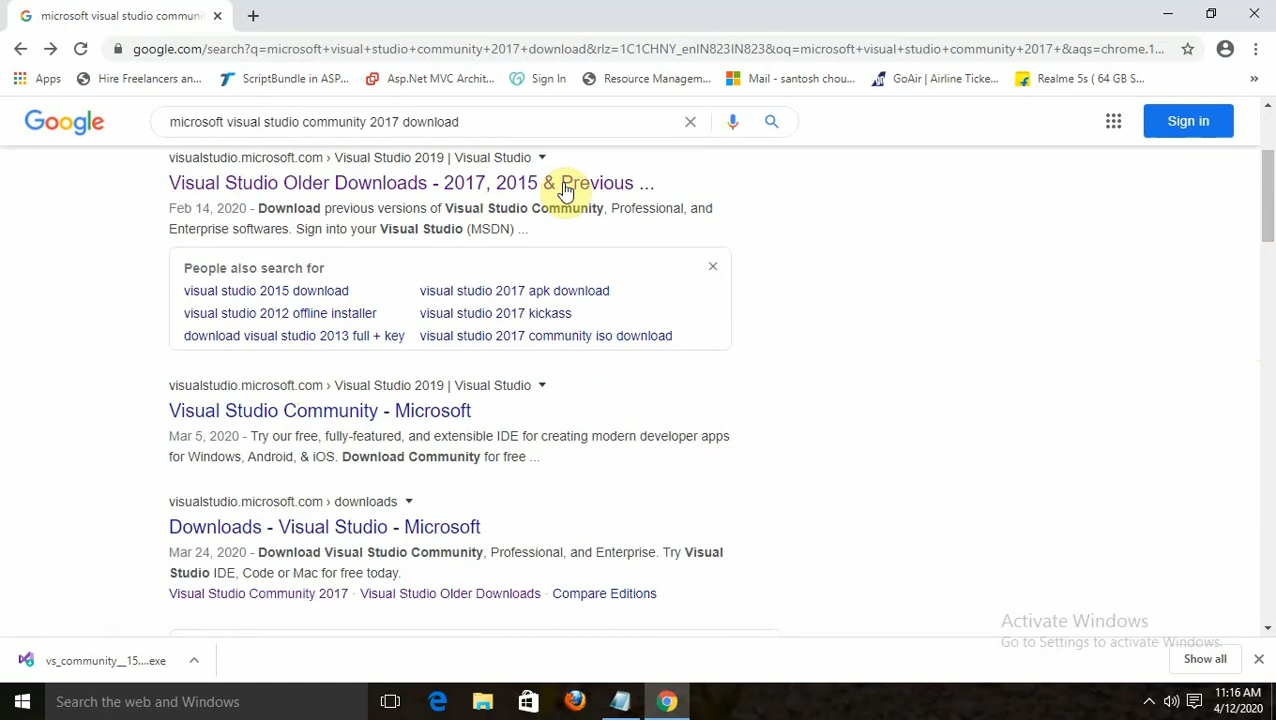 microsoft visual studio commun
google.com/search?q=microsoft+visual+studio+community+2017+download&rlz=1C1CHNY_enIN823IN823&oq=microsoft+visual+studio+community+2017+&aqs=chrome.1...
Apps
Hire Freelancers an...
ScriptBundle in ASP...
Asp.Net MVC Archit...
Sign In
Resource Managem...
Mail - santosh chou...
GoAir | Airline Ticke...
Realme 5s ( 64 GB S...
»
Google
microsoft visual studio community 2017 download
Sign in
visualstudio.microsoft.com › Visual Studio 2019 | Visual Studio
Visual Studio Older Downloads - 2017, 2015 & Previous ...
Feb 14, 2020 - Download previous versions of Visual Studio Community, Professional, and
Enterprise softwares. Sign into your Visual Studio (MSDN) ...
People also search for
visual studio 2015 download
visual studio 2017 apk download
visual studio 2012 offline installer
visual studio 2017 kickass
download visual studio 2013 full + key
visual studio 2017 community iso download
visualstudio.microsoft.com › Visual Studio 2019 | Visual Studio
Visual Studio Community - Microsoft
Mar 5, 2020 - Try our free, fully-featured, and extensible IDE for creating modern developer apps
for Windows, Android, & iOS. Download Community for free ...
visualstudio.microsoft.com › downloads
Downloads - Visual Studio - Microsoft
Mar 24, 2020 - Download Visual Studio Community, Professional, and Enterprise. Try Visual
Studio IDE, Code or Mac for free today.
Visual Studio Community 2017 · Visual Studio Older Downloads · Compare Editions
Activate Windows
Go to Settings to activate Windows.
vs_community__15....exe
Show all
Search the web and Windows
11:16 AM
4/12/2020